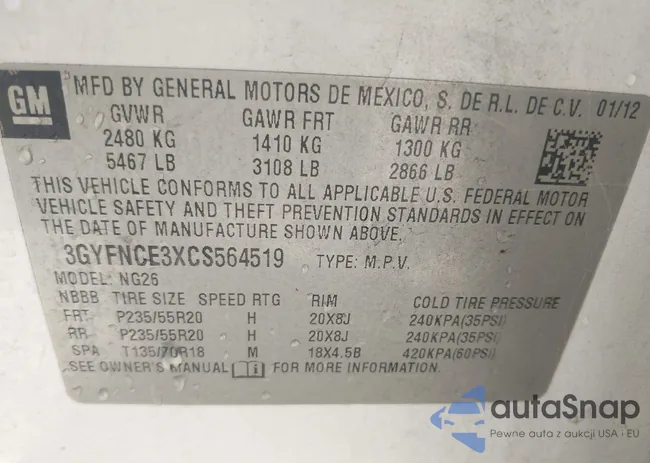 GM
MFD BY GENERAL MOTORS DE MEXICO, S. DE R.L. DE C.V. 01/12
GVWR GAWR FRT GAWR RR
2480 KG 1410 KG 1300 KG
5467 LB 3108 LB 2866 LB
THIS VEHICLE CONFORMS TO ALL APPLICABLE U.S. FEDERAL MOTOR
VEHICLE SAFETY AND THEFT PREVENTION STANDARDS IN EFFECT ON
THE DATE OF MANUFACTURE SHOWN ABOVE.
3GYFNCE3XCS564519 TYPE: M.P.V.
MODEL: NG26
NBBB TIRE SIZE SPEED RTG RIM COLD TIRE PRESSURE
FRT P235/55R20 H 20X8J 240KPA(35PSI)
RR P235/55R20 H 20X8J 240KPA(35PSI)
SPA T135/70R18 M 18X4.5B 420KPA(60PSI)
SEE OWNER'S MANUAL FOR MORE INFORMATION.
autaSnap
Pewne auta z aukcji USA i EU